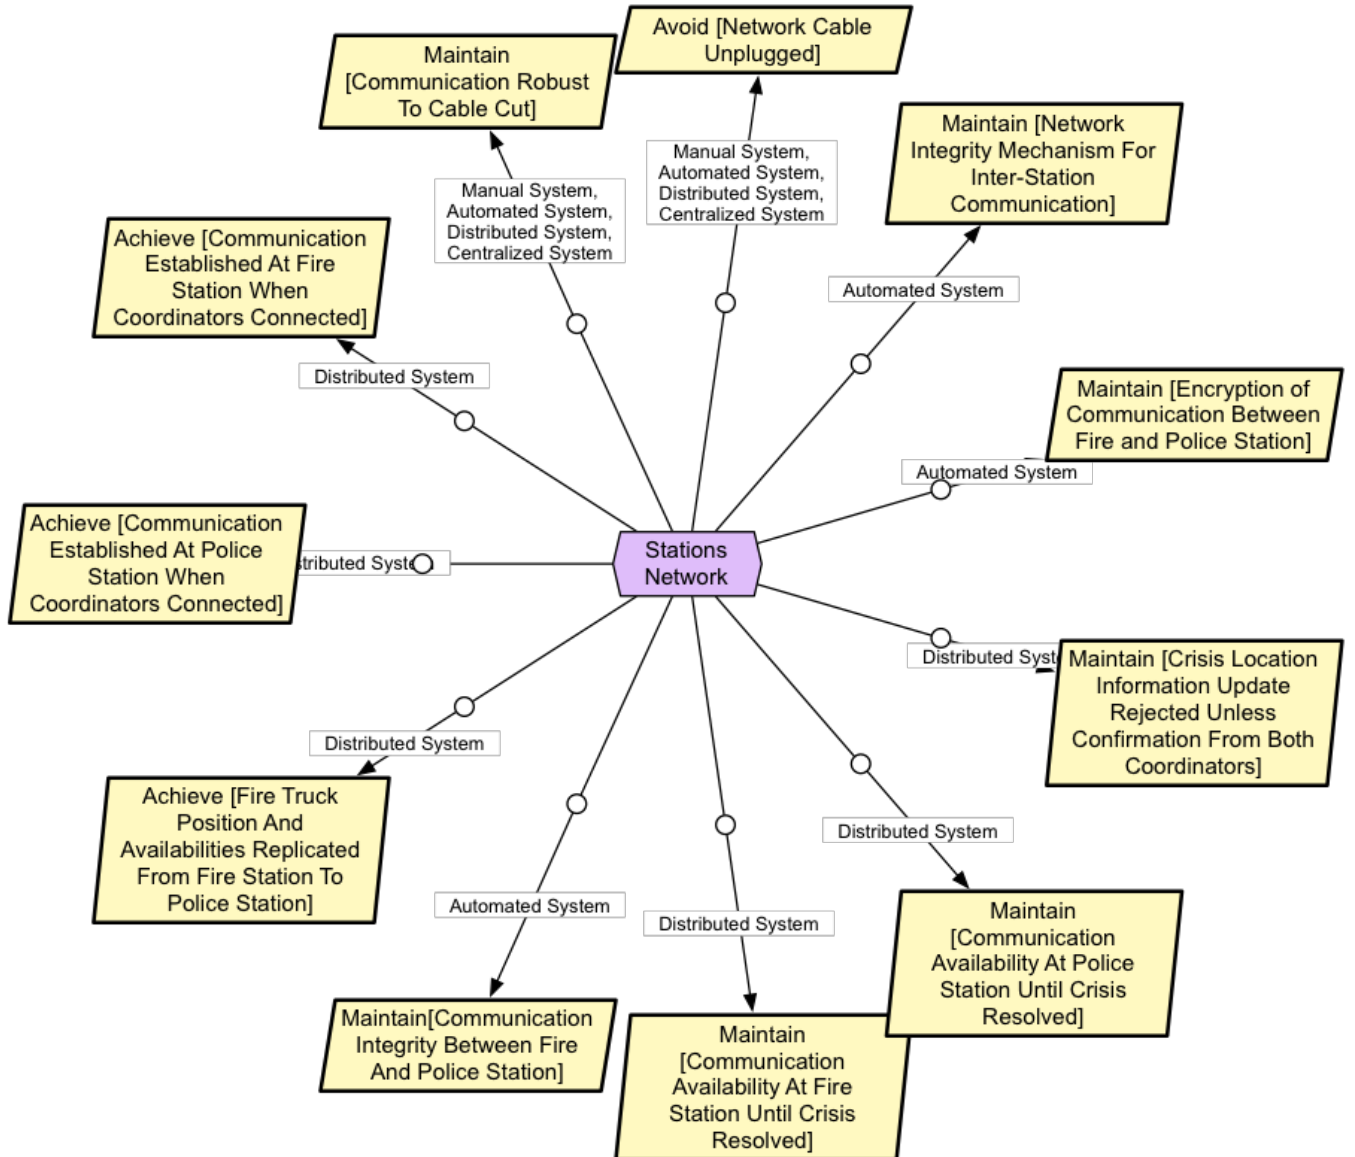 Avoid [Network Cable
Unplugged]
Maintain
[Communication Robust
To Cable Cut]
Maintain [Network
Integrity Mechanism For
Inter-Station
Communication]
Manual System,
Automated System,
Distributed System,
Centralized System
Manual System,
Automated System,
Distributed System,
Centralized System
Achieve [Communication
Established At Fire
Station When
Coordinators Connected]
Automated System
Distributed System
Maintain [Encryption of
Communication Between
Fire and Police Station]
Automated System
Achieve [Communication
Established At Police
Station When
Coordinators Connected]
Stations
Network
Distributed
Maintain [Crisis Location
Information Update
Rejected Unless
Confirmation From Both
Coordinators]
Distributed System
Achieve [Fire Truck
Position And
Availabilities Replicated
From Fire Station To
Police Station]
Distributed System
Automated System
Distributed System
Maintain
[Communication
Availability At Police
Station Until Crisis
Resolved]
Maintain[Communication
Integrity Between Fire
And Police Station]
Maintain
[Communication
Availability At Fire
Station Until Crisis
Resolved]